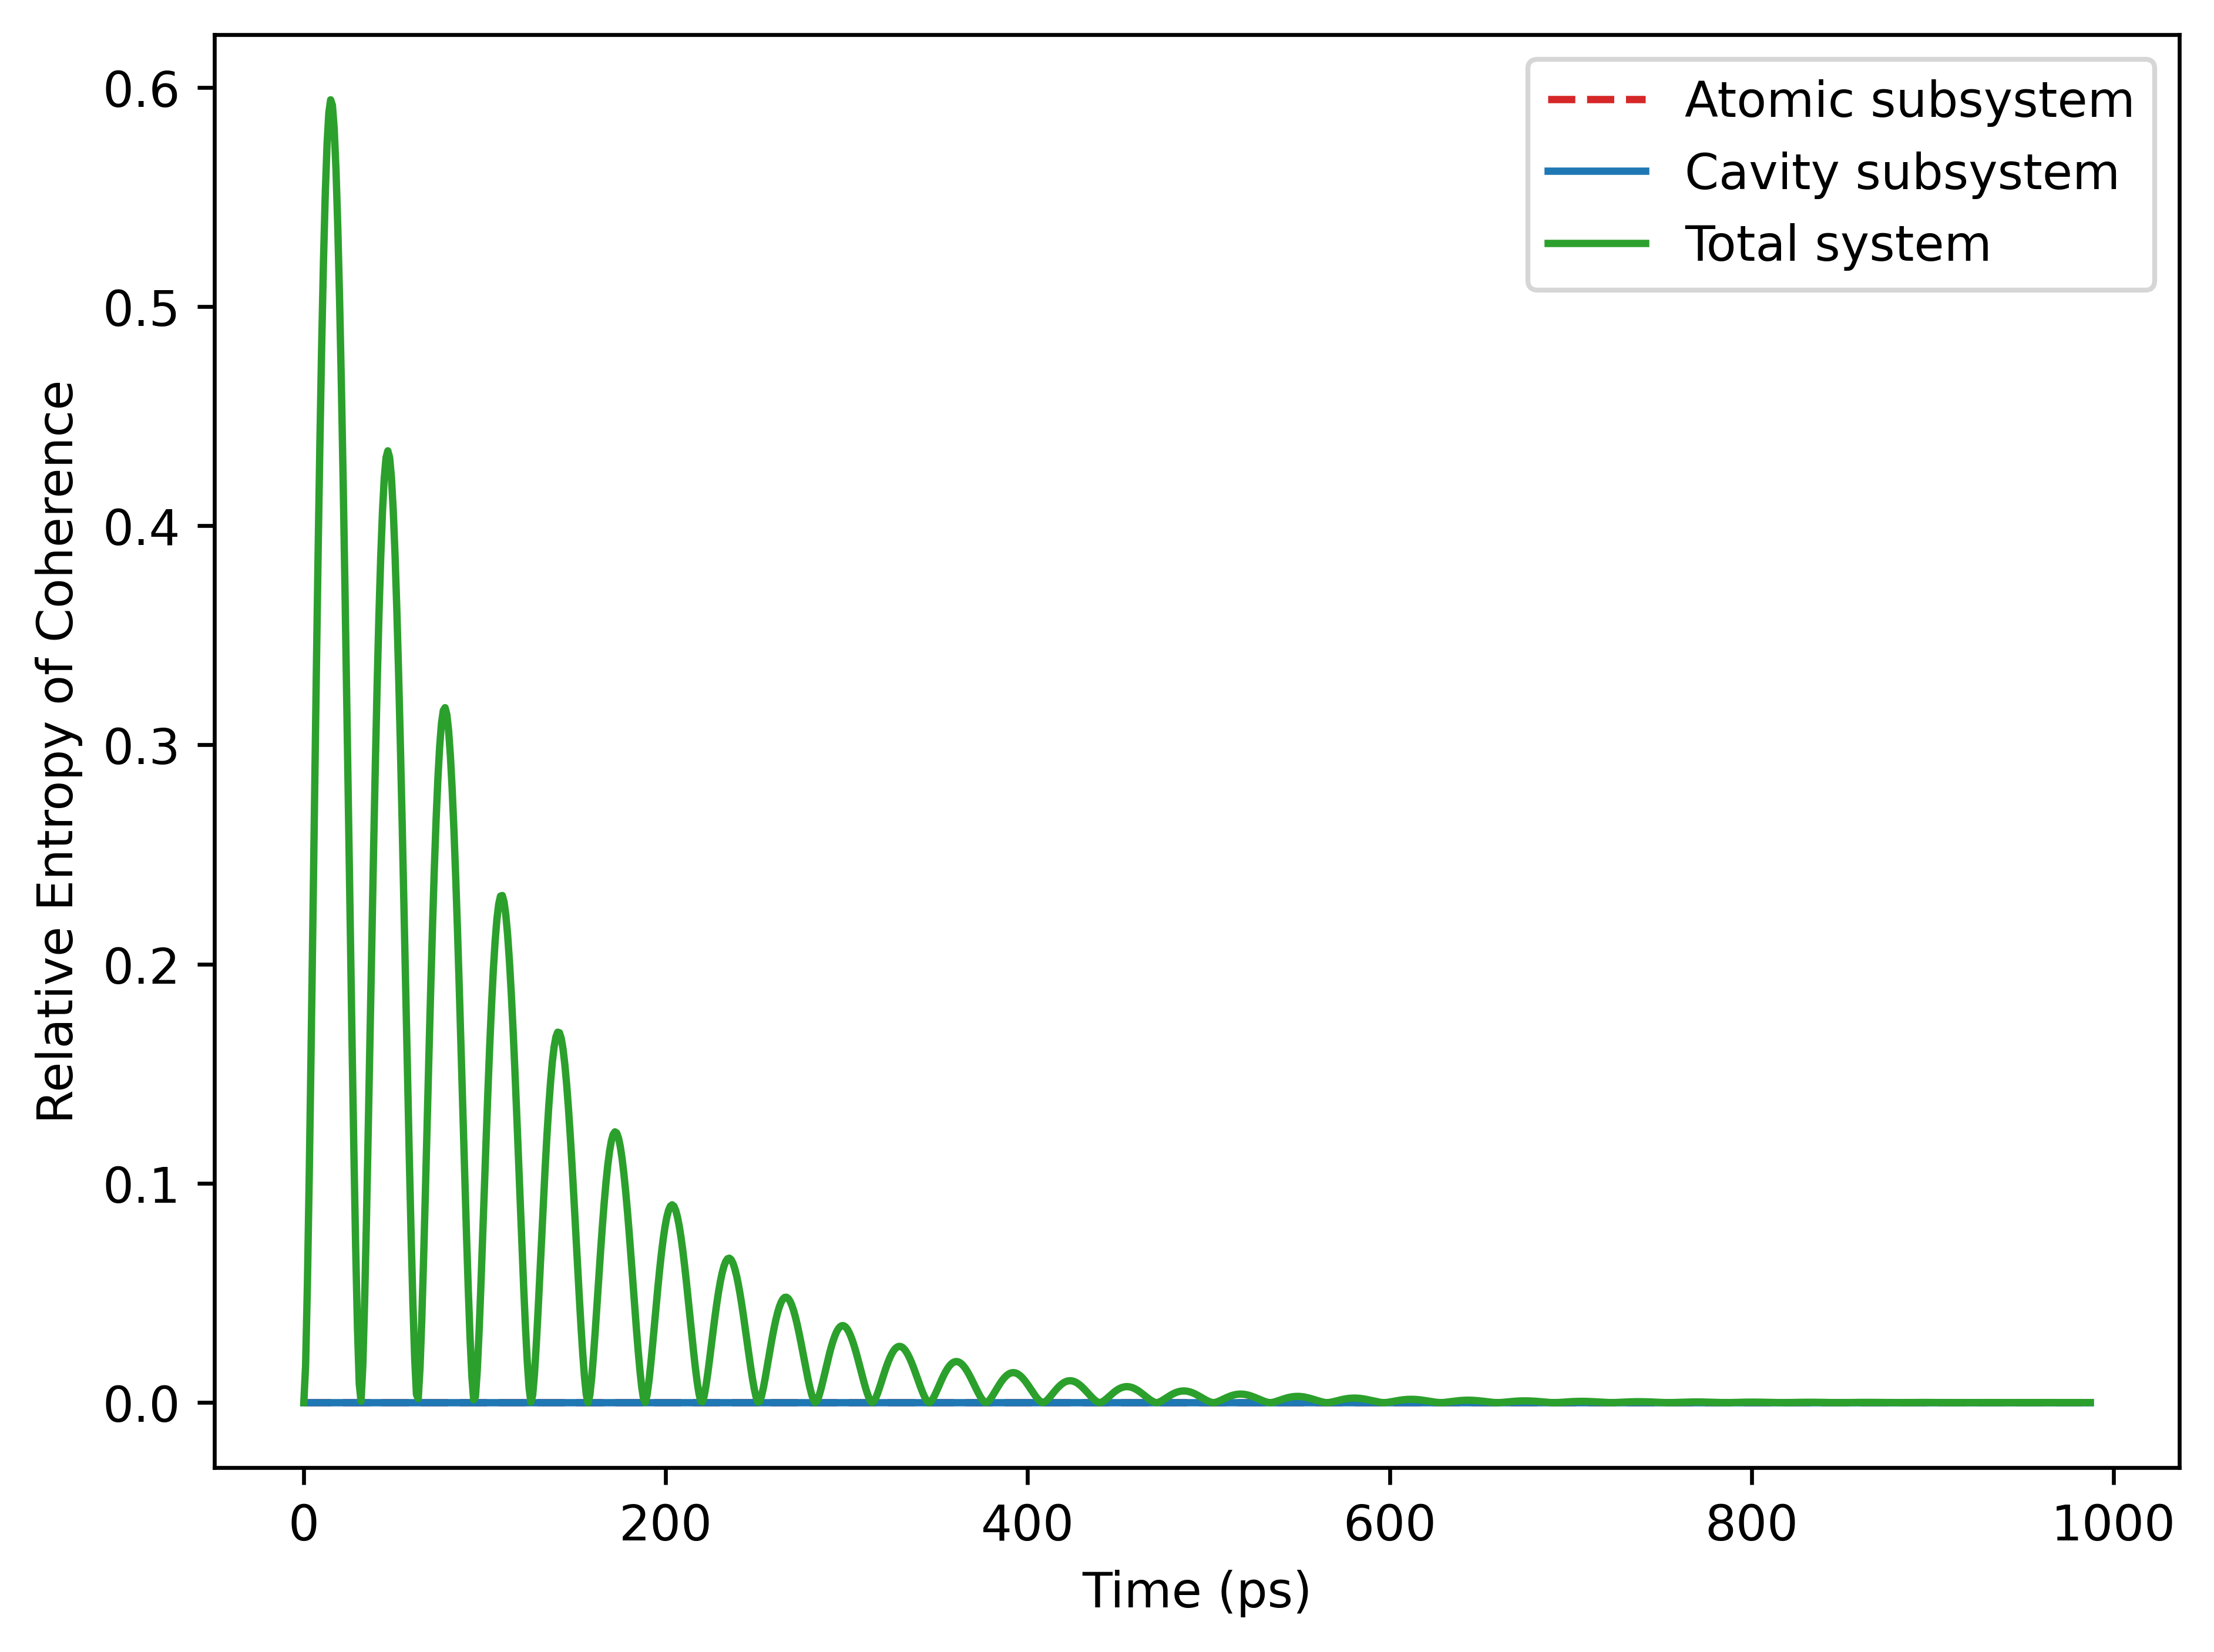 Atomic subsystem
Cavity subsystem
Total system
Relative Entropy of Coherence
0.6
0.5
0.4
0.3
0.2
0.1
0.0
0 200 400 600 800 1000
Time (ps)